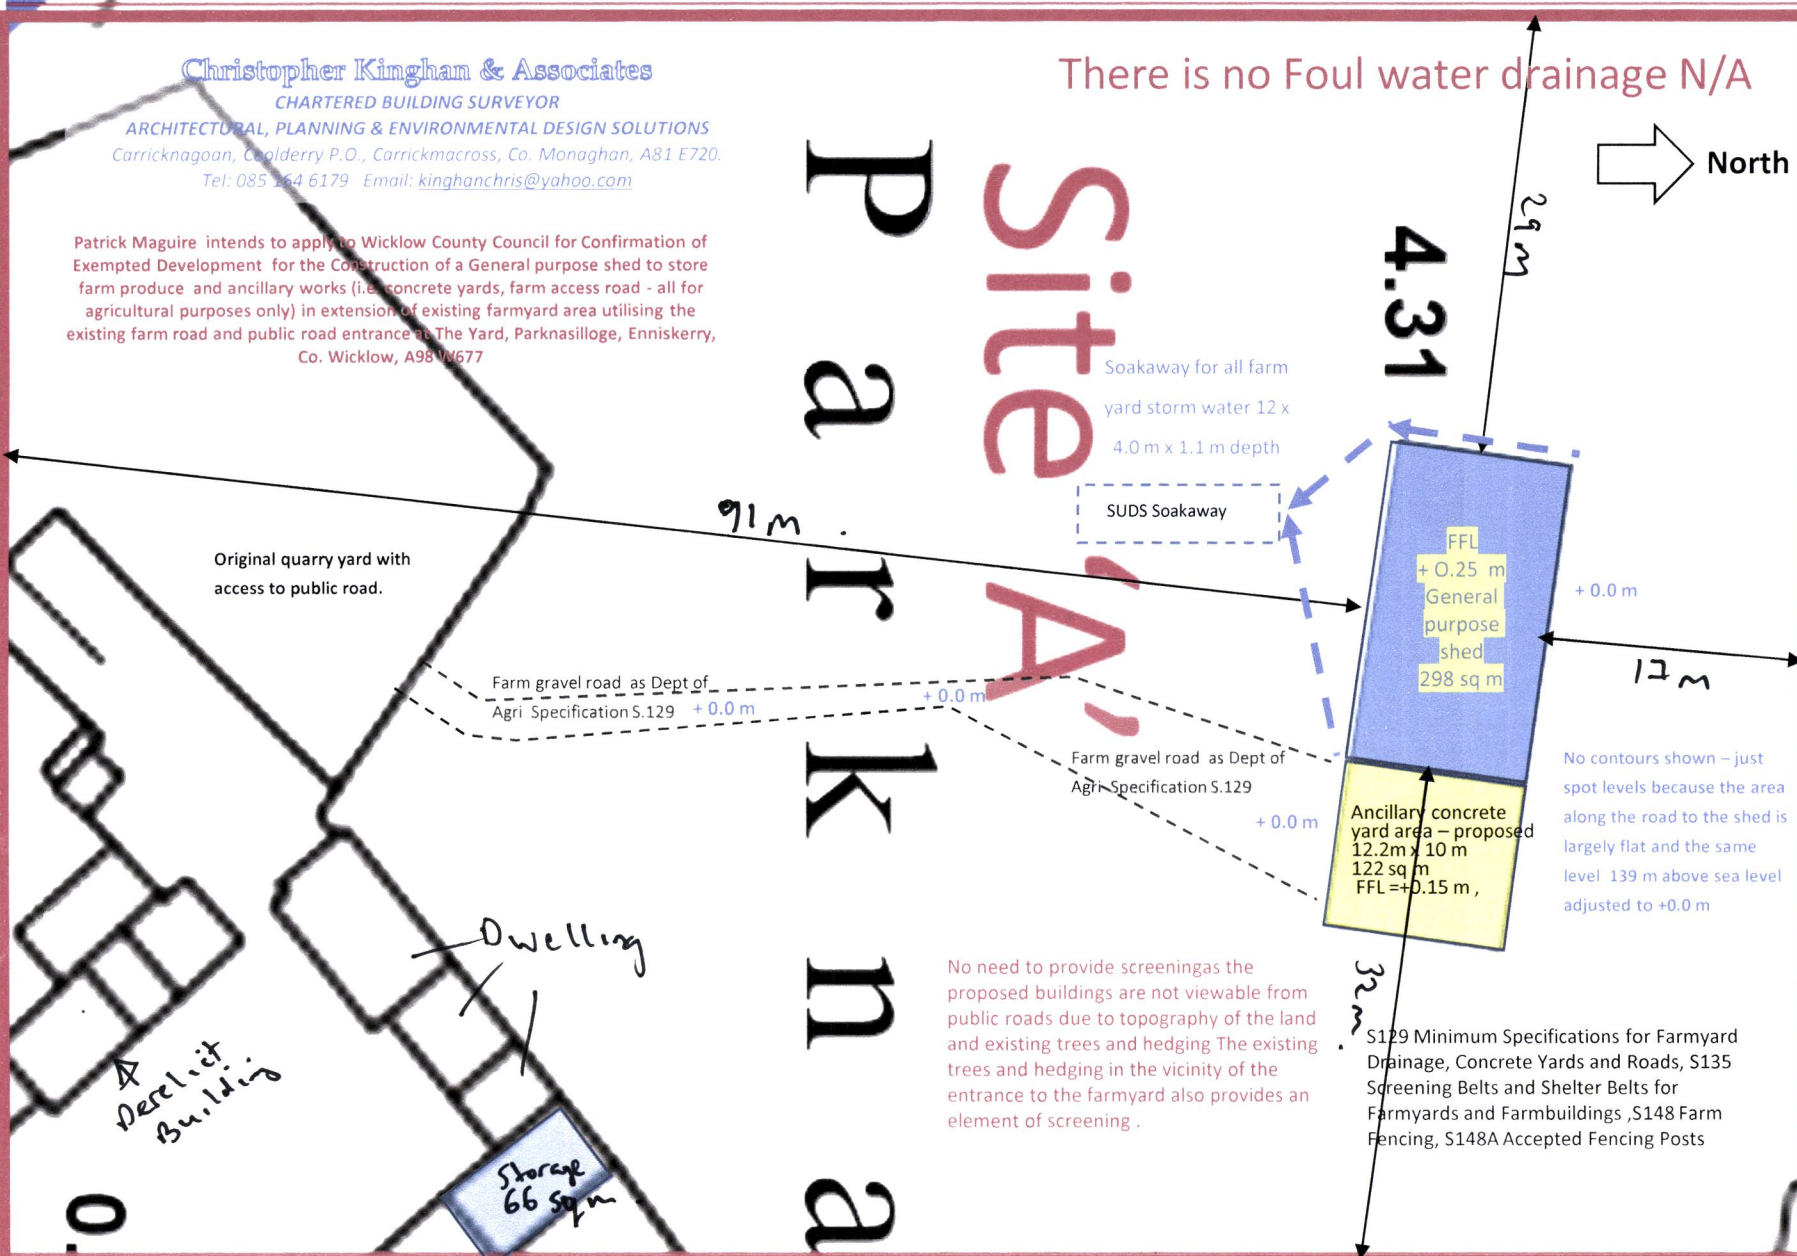 Christopher Kinghan & Associates
CHARTERED BUILDING SURVEYOR
ARCHITECTURAL, PLANNING & ENVIRONMENTAL DESIGN SOLUTIONS
Carricknagoan, Coolderry P.O., Carrickmacross, Co. Monaghan, A81 E720.
Tel: 085 164 6179 Email: kinghanchris@yahoo.com
Patrick Maguire intends to apply to Wicklow County Council for Confirmation of
Exempted Development for the Construction of a General purpose shed to store
farm produce and ancillary works (i.e. concrete yards, farm access road - all for
agricultural purposes only) in extension of existing farmyard area utilising the
existing farm road and public road entrance at The Yard, Parknasilloge, Enniskerry,
Co. Wicklow, A98 W677
There is no Foul water drainage N/A
North
29 m
4.31
Site 'A'
Parkna
Soakaway for all farm
yard storm water 12 x
4.0 m x 1.1 m depth
SUDS Soakaway
91 m .
Original quarry yard with
access to public road.
FFL
+ 0.25 m
General
purpose
shed
298 sq m
+ 0.0 m
17 m
Farm gravel road as Dept of
Agri Specification S.129
+ 0.0 m
+ 0.0 m
Farm gravel road as Dept of
Agri Specification S.129
+ 0.0 m
Ancillary concrete
yard area – proposed
12.2m x 10 m
122 sq m
FFL =+0.15 m ,
No contours shown – just
spot levels because the area
along the road to the shed is
largely flat and the same
level 139 m above sea level
adjusted to +0.0 m
Dwelling
Derelict
Building.
Storage
66 sq m
32 m.
No need to provide screeningas the
proposed buildings are not viewable from
public roads due to topography of the land
and existing trees and hedging The existing
trees and hedging in the vicinity of the
entrance to the farmyard also provides an
element of screening .
S129 Minimum Specifications for Farmyard
Drainage, Concrete Yards and Roads, S135
Screening Belts and Shelter Belts for
Farmyards and Farmbuildings ,S148 Farm
Fencing, S148A Accepted Fencing Posts
0.